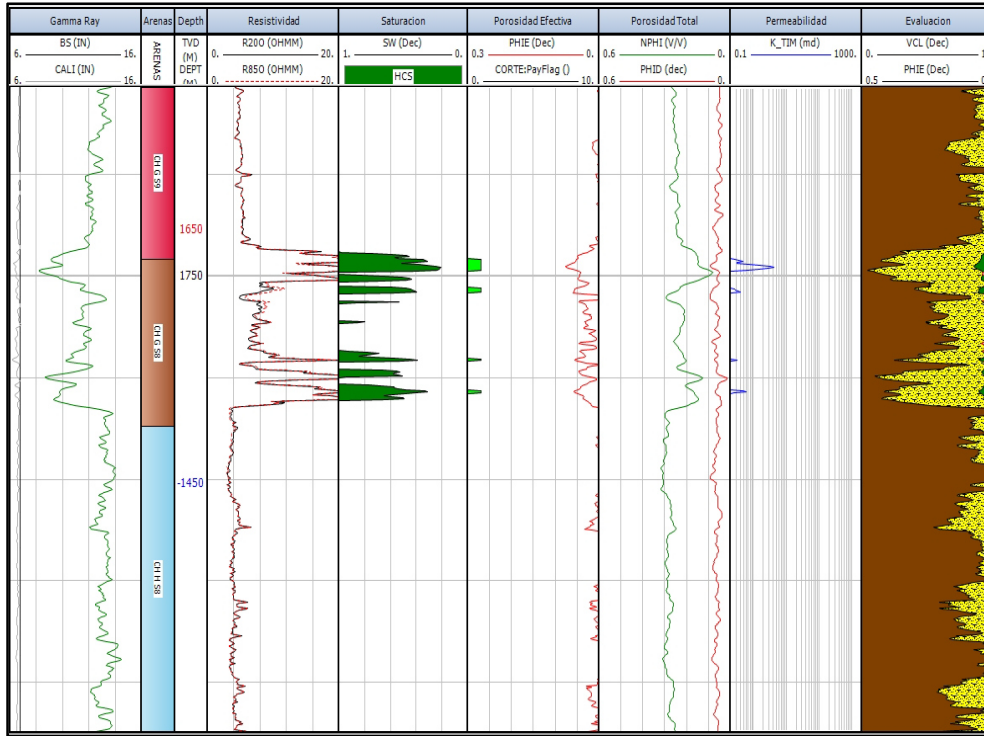 Gamma Ray Arenas Depth Resistividad Saturacion Porosidad Efectiva Porosidad Total Permeabilidad Evaluacion
BS (IN) TVD R200 (OHMM) SW (Dec) PHIE (Dec) NPHI (V/V) K_TIM (md) VCL (Dec)
6. 16. (M) 0. 20. 1. 0. 0.3 0. 0.6 0. 0.1 1000. 0. 1
ARENAS
CALI (IN) DEPT R850 (OHMM) HCS CORTE:PayFlag () PHID (dec) PHIE (Dec)
6. 16. 0. 20. 0. 10. 0.6 0. 0.5 0
CH G S9
1650
1750
CH G S8
-1450
CH H S8